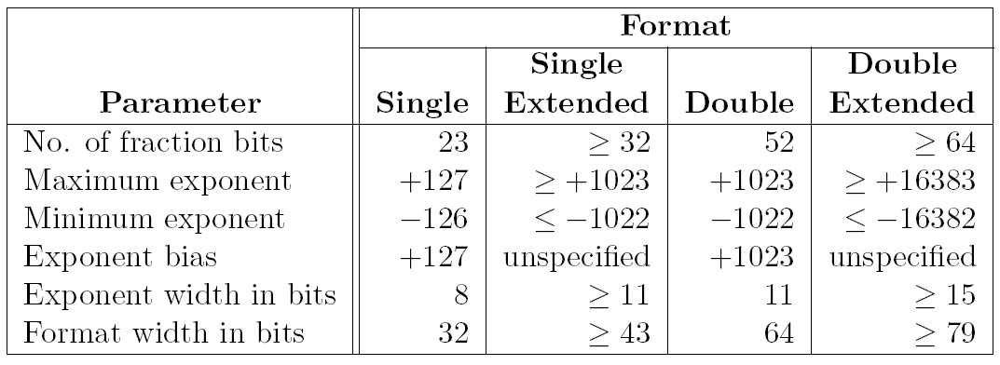 Format
Single Double
Parameter Single Extended Double Extended
No. of fraction bits 23 ≥ 32 52 ≥ 64
Maximum exponent +127 ≥ +1023 +1023 ≥ +16383
Minimum exponent −126 ≤ −1022 −1022 ≤ −16382
Exponent bias +127 unspecified +1023 unspecified
Exponent width in bits 8 ≥ 11 11 ≥ 15
Format width in bits 32 ≥ 43 64 ≥ 79